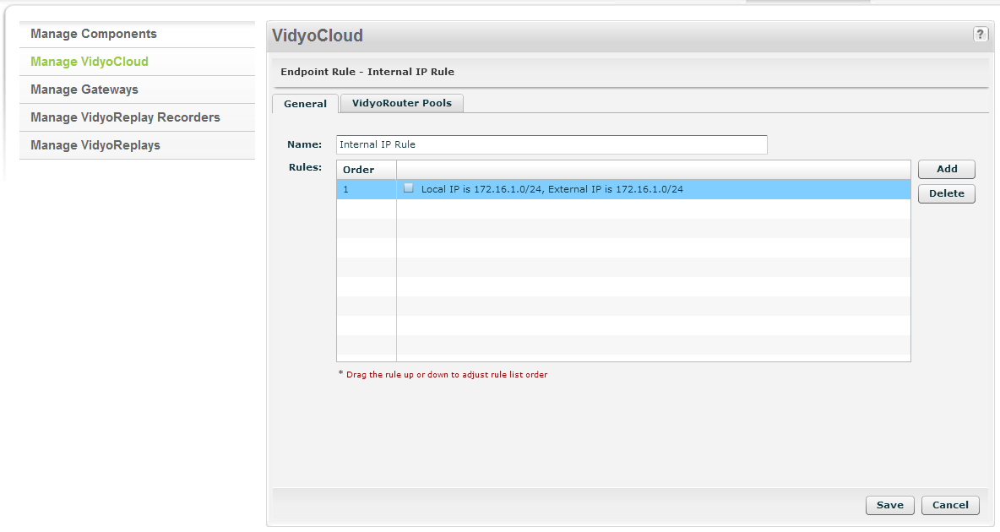 Manage Components
Manage VidyoCloud
Manage Gateways
Manage VidyoReplay Recorders
Manage VidyoReplays
VidyoCloud
?
Endpoint Rule - Internal IP Rule
General
VidyoRouter Pools
Name: Internal IP Rule
Rules:
Order
1 Local IP is 172.16.1.0/24, External IP is 172.16.1.0/24
Add
Delete
* Drag the rule up or down to adjust rule list order
Save
Cancel